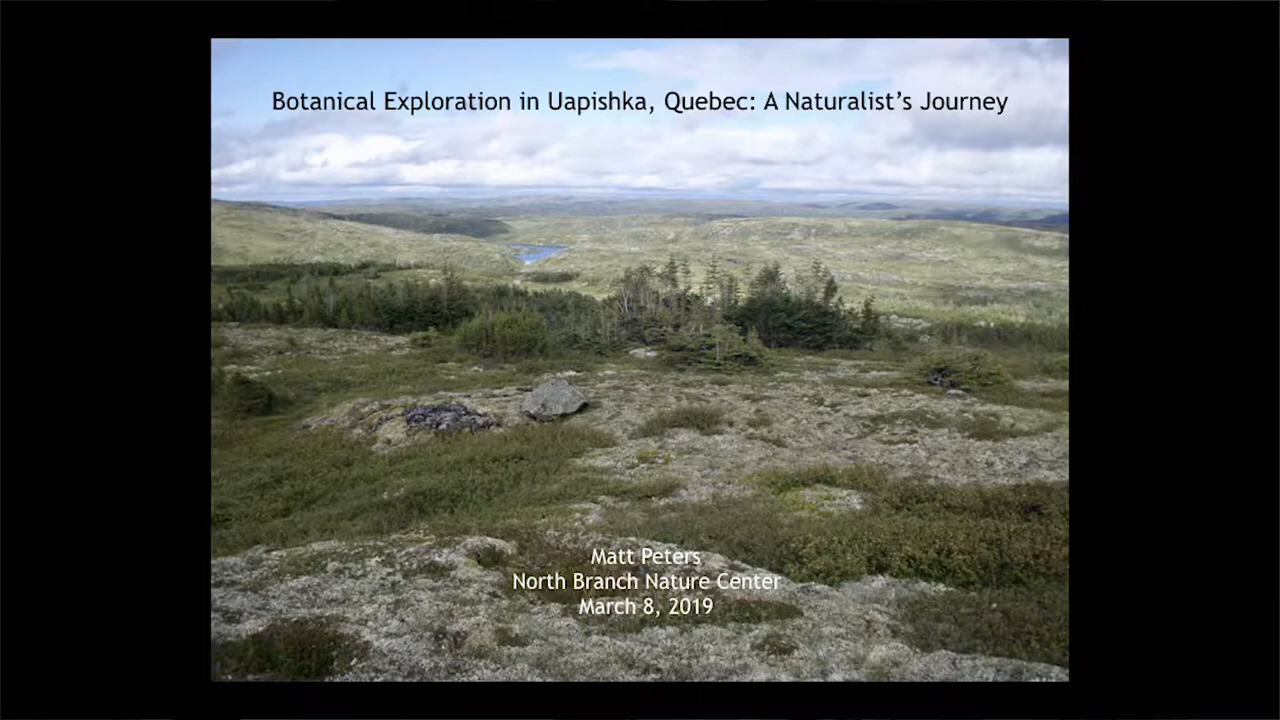 Botanical Exploration in Uapishka, Quebec: A Naturalist’s Journey
Matt Peters
North Branch Nature Center
March 8, 2019